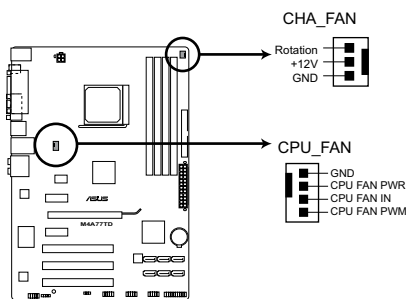 CHA_FAN
Rotation
+12V
GND
CPU_FAN
GND
CPU FAN PWR
CPU FAN IN
CPU FAN PWM
ASUS
M4A77TD